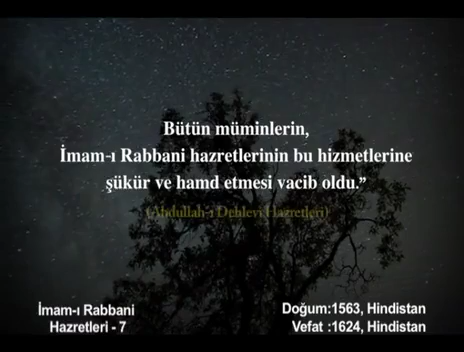 Bütün müminlerin,
İmam-ı Rabbani hazretlerinin bu hizmetlerine
şükür ve hamd etmesi vacib oldu.”
(Abdullah-ı Dehlevi Hazretleri)
İmam-ı Rabbani
Hazretleri - 7
Doğum:1563, Hindistan
Vefat :1624, Hindistan